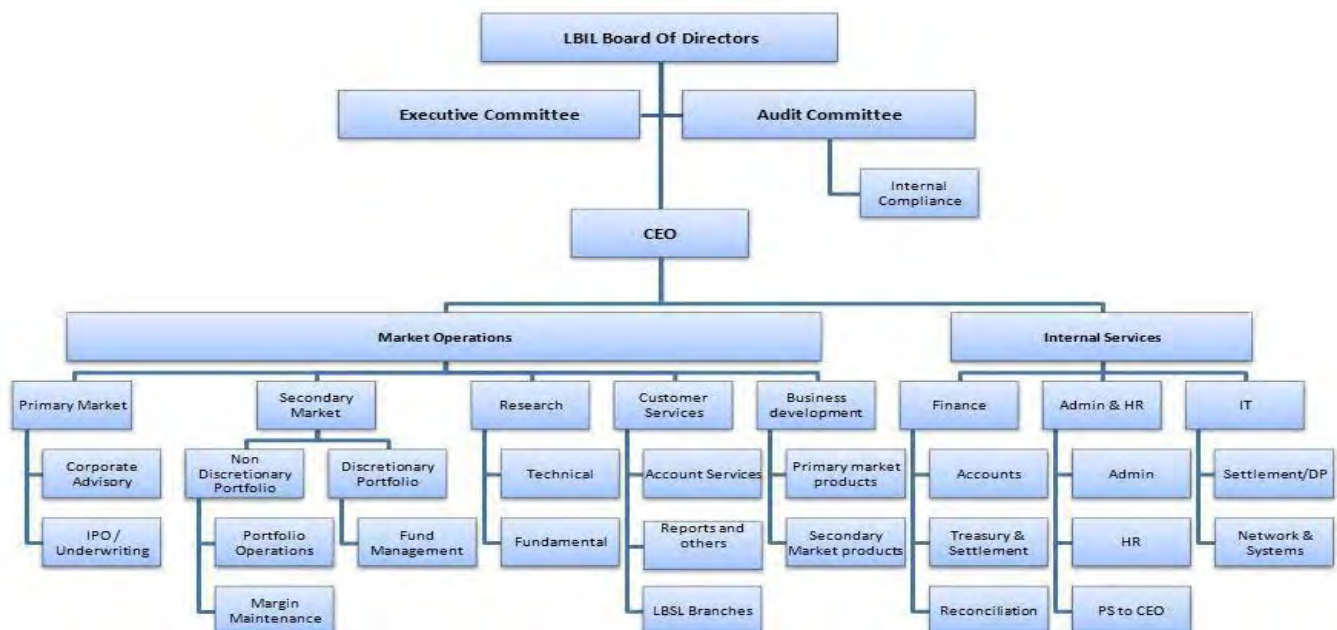 LBIL Board Of Directors
Executive Committee
Audit Committee
Internal
Compliance
CEO
Market Operations
Internal Services
Primary Market
Secondary
Market
Research
Customer
Services
Business
development
Finance
Admin & HR
IT
Corporate
Advisory
Non
Discretionary
Portfolio
Discretionary
Portfolio
Technical
Account Services
Primary market
products
Accounts
Admin
Settlement/DP
IPO /
Underwriting
Portfolio
Operations
Fund
Management
Fundamental
Reports and
others
Secondary
Market products
Treasury &
Settlement
HR
Network &
Systems
Margin
Maintenance
LBSL Branches
Reconciliation
PS to CEO